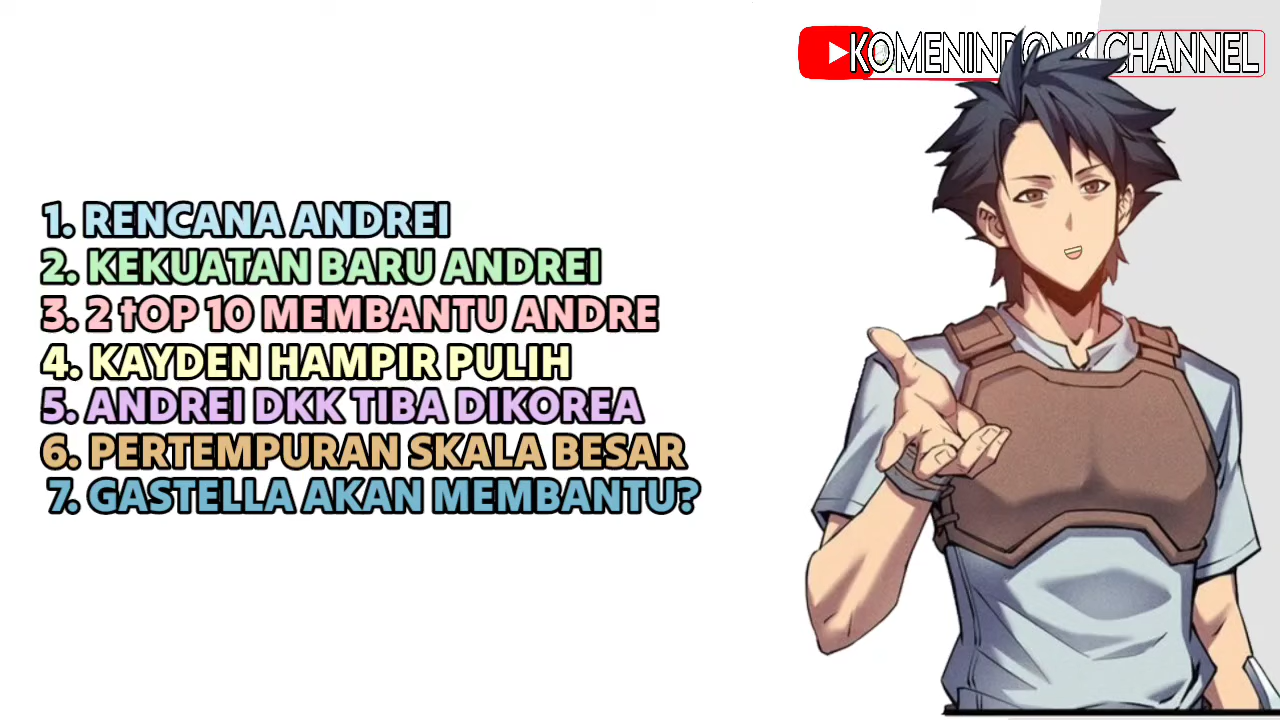 KOMENINDONK CHANNEL
1. RENCANA ANDREI
2. KEKUATAN BARU ANDREI
3. 2 tOP 10 MEMBANTU ANDRE
4. KAYDEN HAMPIR PULIH
5. ANDREI DKK TIBA DIKOREA
6. PERTEMPURAN SKALA BESAR
7. GASTELLA AKAN MEMBANTU?